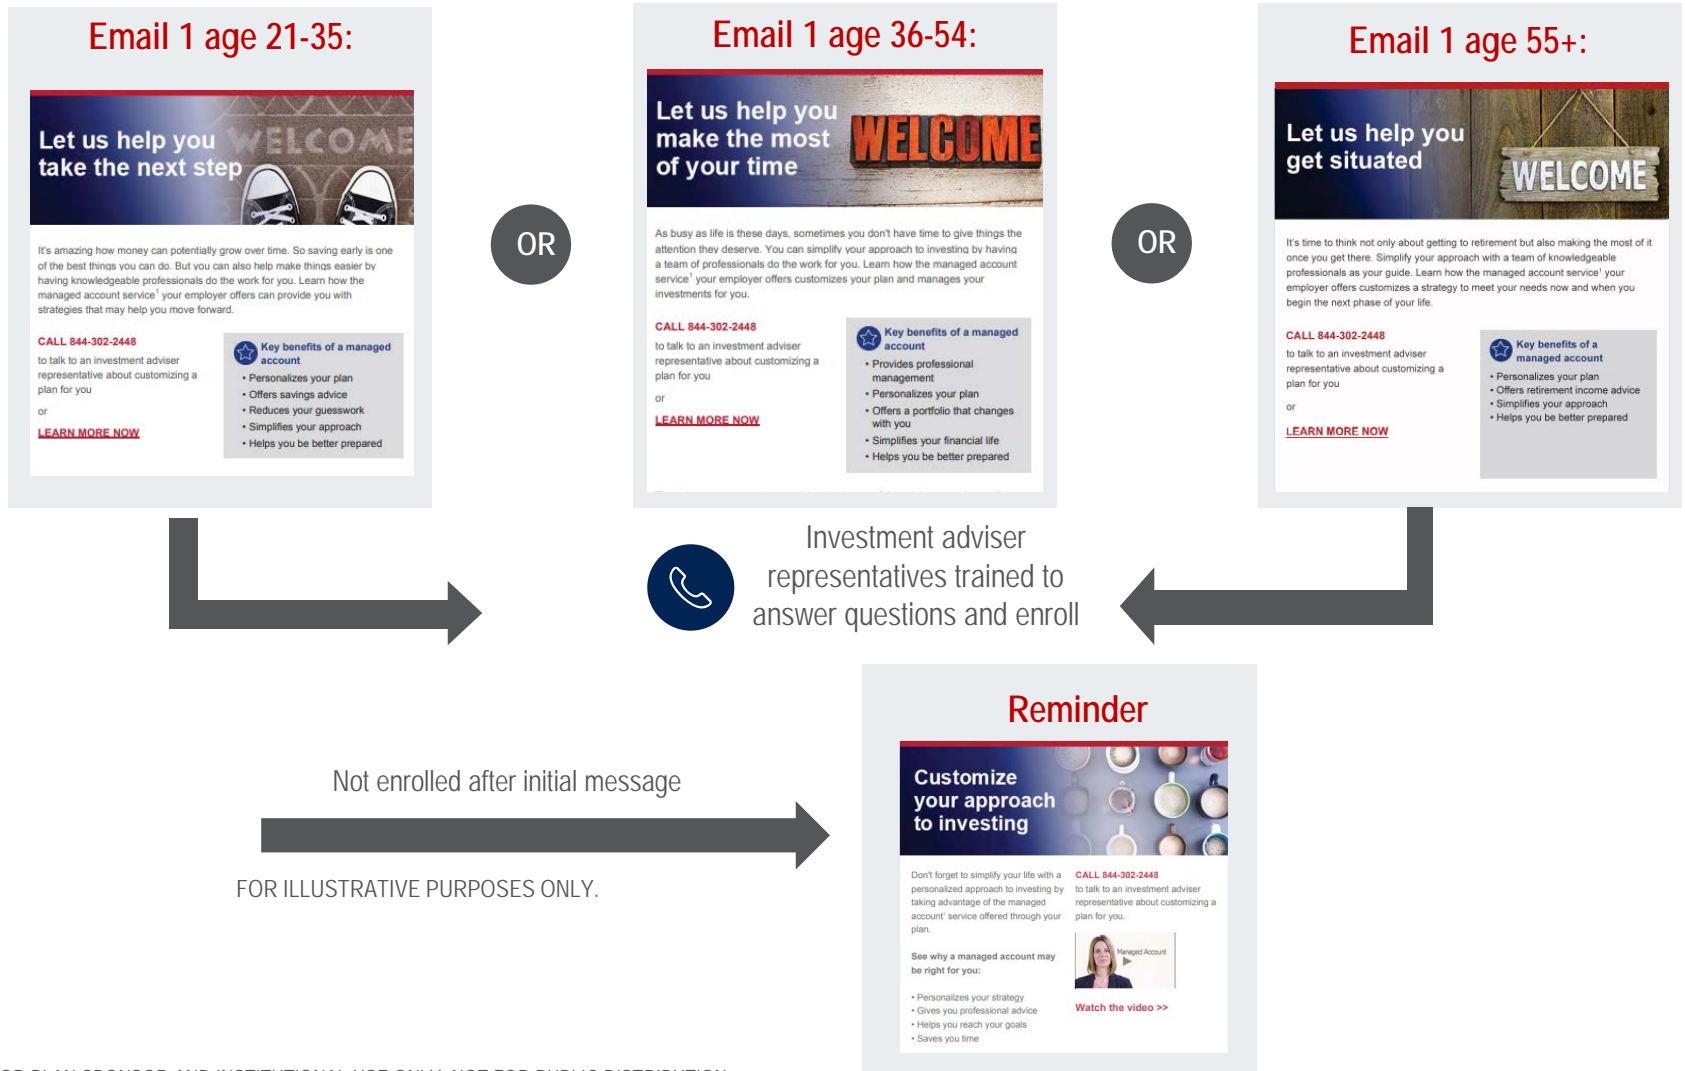 Email 1 age 21-35:
WELCOME
Let us help you
take the next step
It's amazing how money can potentially grow over time. So saving early is one
of the best things you can do. But you can also help make things easier by
having knowledgeable professionals do the work for you. Learn how the
managed account service¹ your employer offers can provide you with
strategies that may help you move forward.
CALL 844-302-2448
to talk to an investment adviser
representative about customizing a
plan for you
or
LEARN MORE NOW
Key benefits of a managed
account
• Personalizes your plan
• Offers savings advice
• Reduces your guesswork
• Simplifies your approach
• Helps you be better prepared
OR
Email 1 age 36-54:
Let us help you
make the most
of your time
WELCOME
As busy as life is these days, sometimes you don't have time to give things the
attention they deserve. You can simplify your approach to investing by having
a team of professionals do the work for you. Learn how the managed account
service¹ your employer offers customizes your plan and manages your
investments for you.
CALL 844-302-2448
to talk to an investment adviser
representative about customizing a
plan for you
or
LEARN MORE NOW
Key benefits of a managed
account
• Provides professional
management
• Personalizes your plan
• Offers a portfolio that changes
with you
• Simplifies your financial life
• Helps you be better prepared
OR
Email 1 age 55+:
Let us help you
get situated
WELCOME
It's time to think not only about getting to retirement but also making the most of it
once you get there. Simplify your approach with a team of knowledgeable
professionals as your guide. Learn how the managed account service¹ your
employer offers customizes a strategy to meet your needs now and when you
begin the next phase of your life.
CALL 844-302-2448
to talk to an investment adviser
representative about customizing a
plan for you
or
LEARN MORE NOW
Key benefits of a
managed account
• Personalizes your plan
• Offers retirement income advice
• Simplifies your approach
• Helps you be better prepared
Investment adviser
representatives trained to
answer questions and enroll
Not enrolled after initial message
FOR ILLUSTRATIVE PURPOSES ONLY.
Reminder
Customize
your approach
to investing
Don't forget to simplify your life with a
personalized approach to investing by
taking advantage of the managed
account¹ service offered through your
plan.
See why a managed account may
be right for you:
• Personalizes your strategy
• Gives you professional advice
• Helps you reach your goals
• Saves you time
CALL 844-302-2448
to talk to an investment adviser
representative about customizing a
plan for you.
Managed Account
Watch the video >>